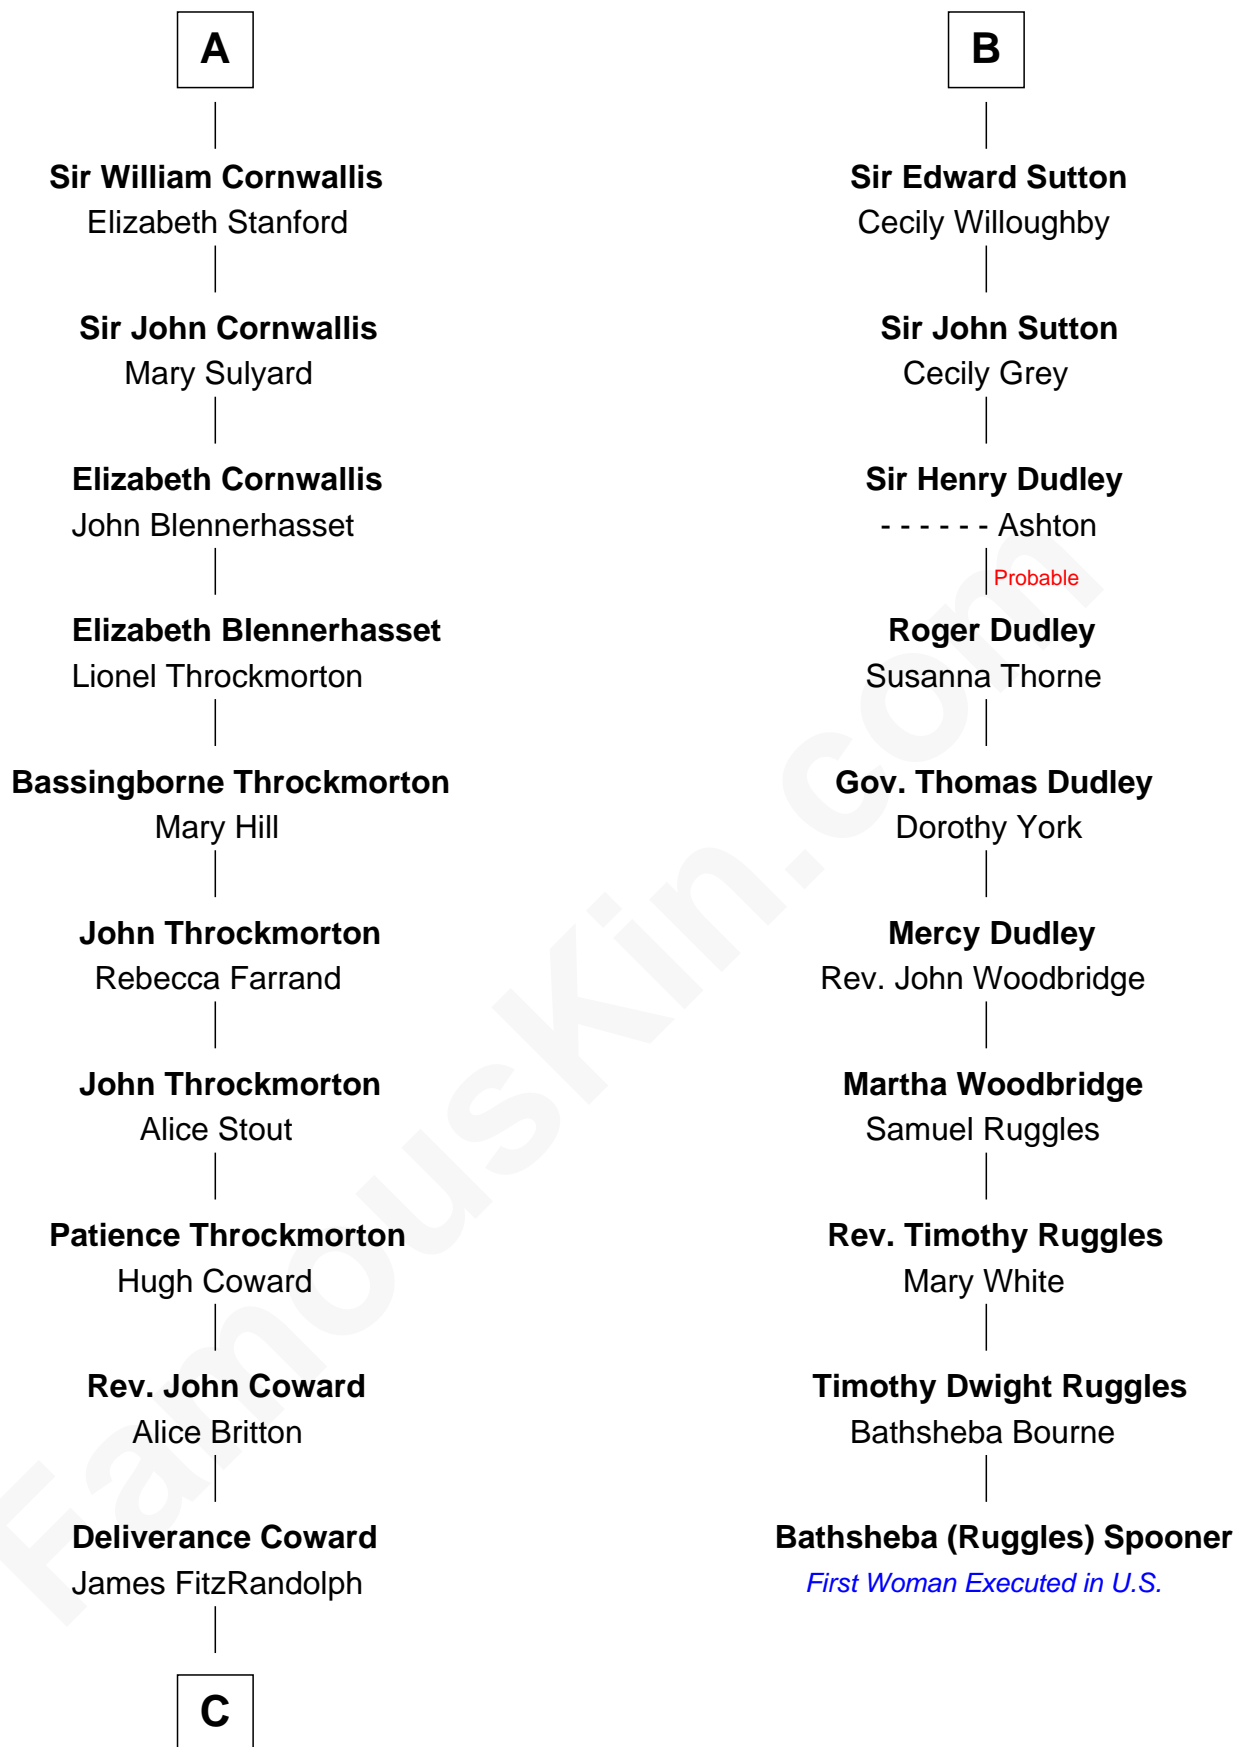 A
Sir William Cornwallis
Elizabeth Stanford
Sir John Cornwallis
Mary Sulyard
Elizabeth Cornwallis
John Blennerhasset
Elizabeth Blennerhasset
Lionel Throckmorton
Bassingborne Throckmorton
Mary Hill
John Throckmorton
Rebecca Farrand
John Throckmorton
Alice Stout
Patience Throckmorton
Hugh Coward
Rev. John Coward
Alice Britton
Deliverance Coward
James FitzRandolph
C
B
Sir Edward Sutton
Cecily Willoughby
Sir John Sutton
Cecily Grey
Sir Henry Dudley
- - - - - - Ashton
Probable
Roger Dudley
Susanna Thorne
Gov. Thomas Dudley
Dorothy York
Mercy Dudley
Rev. John Woodbridge
Martha Woodbridge
Samuel Ruggles
Rev. Timothy Ruggles
Mary White
Timothy Dwight Ruggles
Bathsheba Bourne
Bathsheba (Ruggles) Spooner
First Woman Executed in U.S.
FamousKin.com